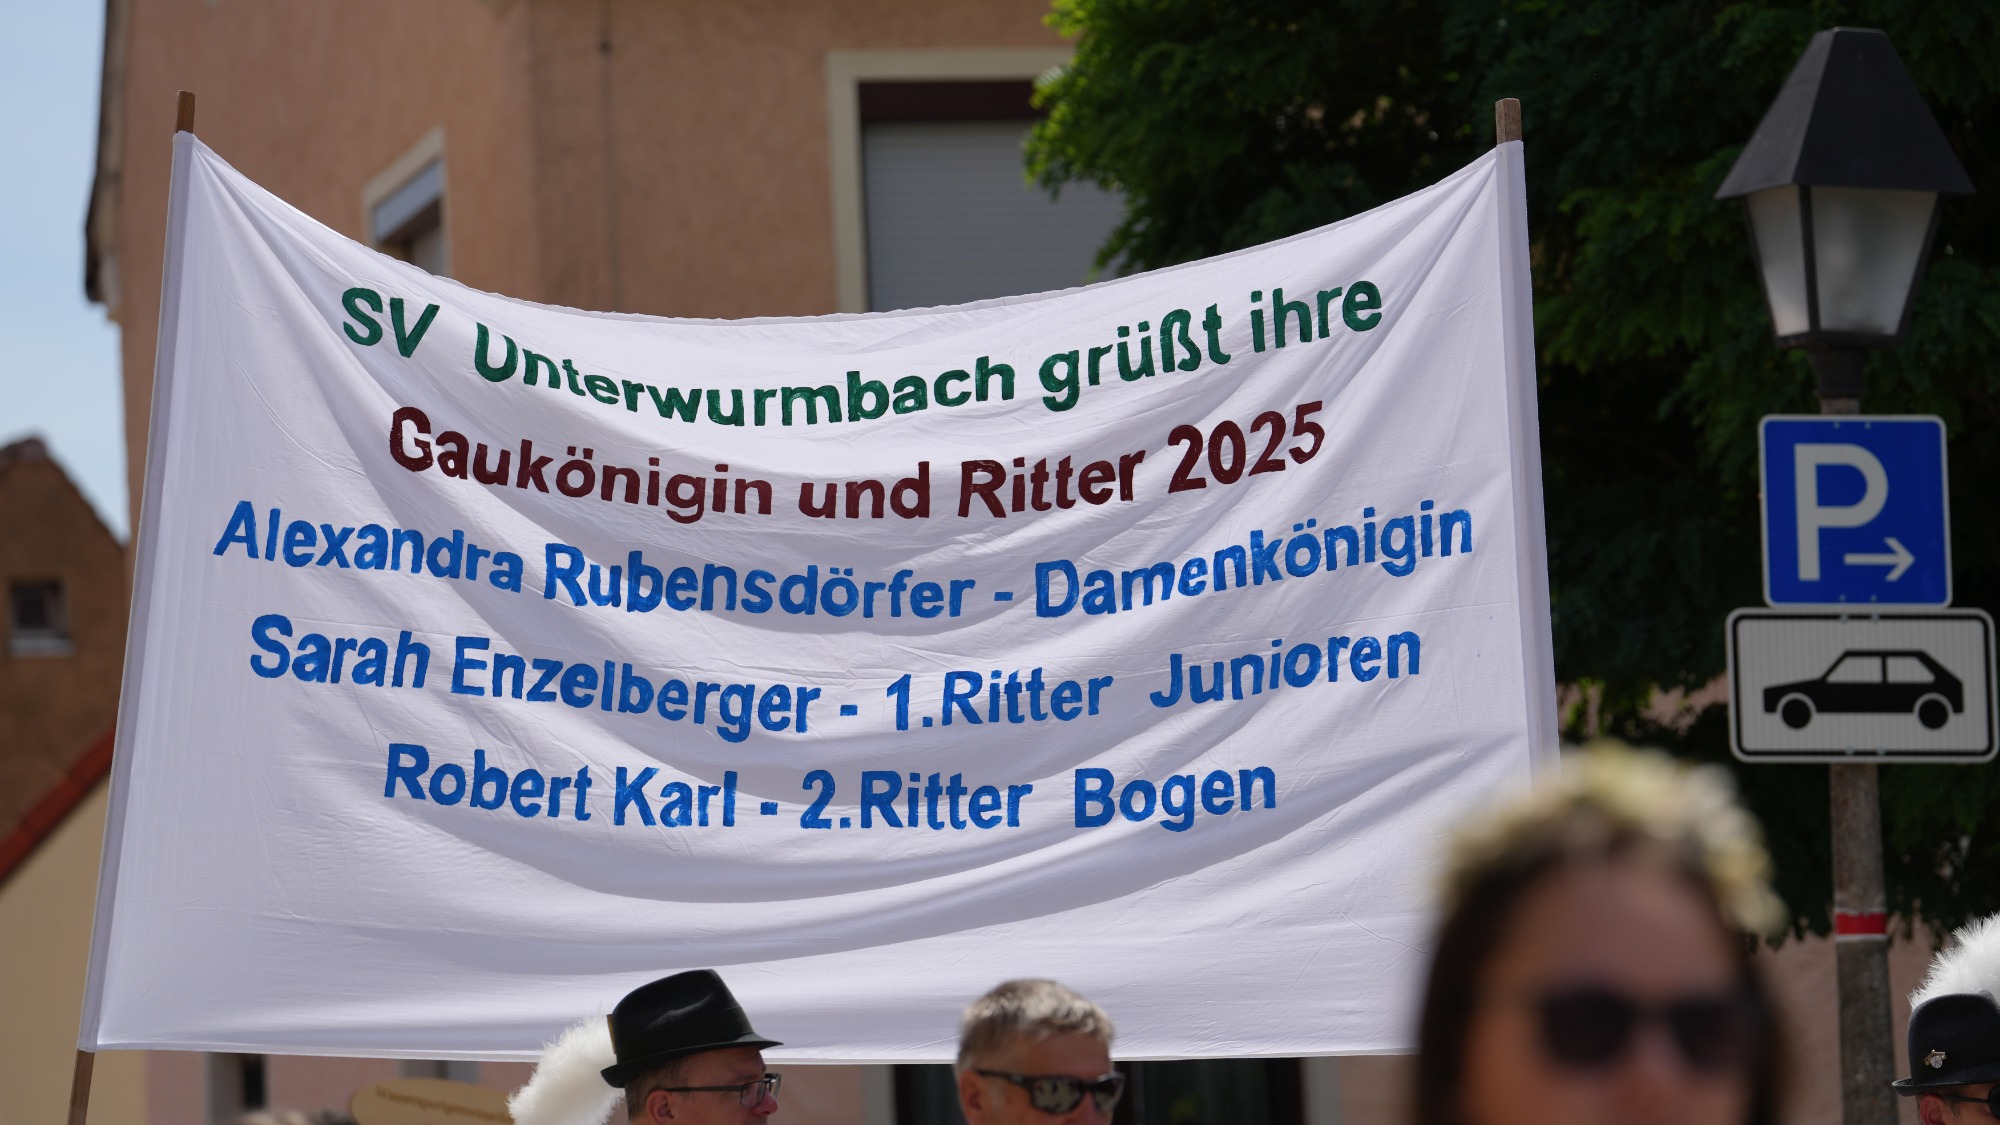 SV Unterwurmbach grüßt ihre
Gaukönigin und Ritter 2025
Alexandra Rubensdörfer - Damenkönigin
Sarah Enzelberger - 1.Ritter Junioren
Robert Karl - 2.Ritter Bogen
P